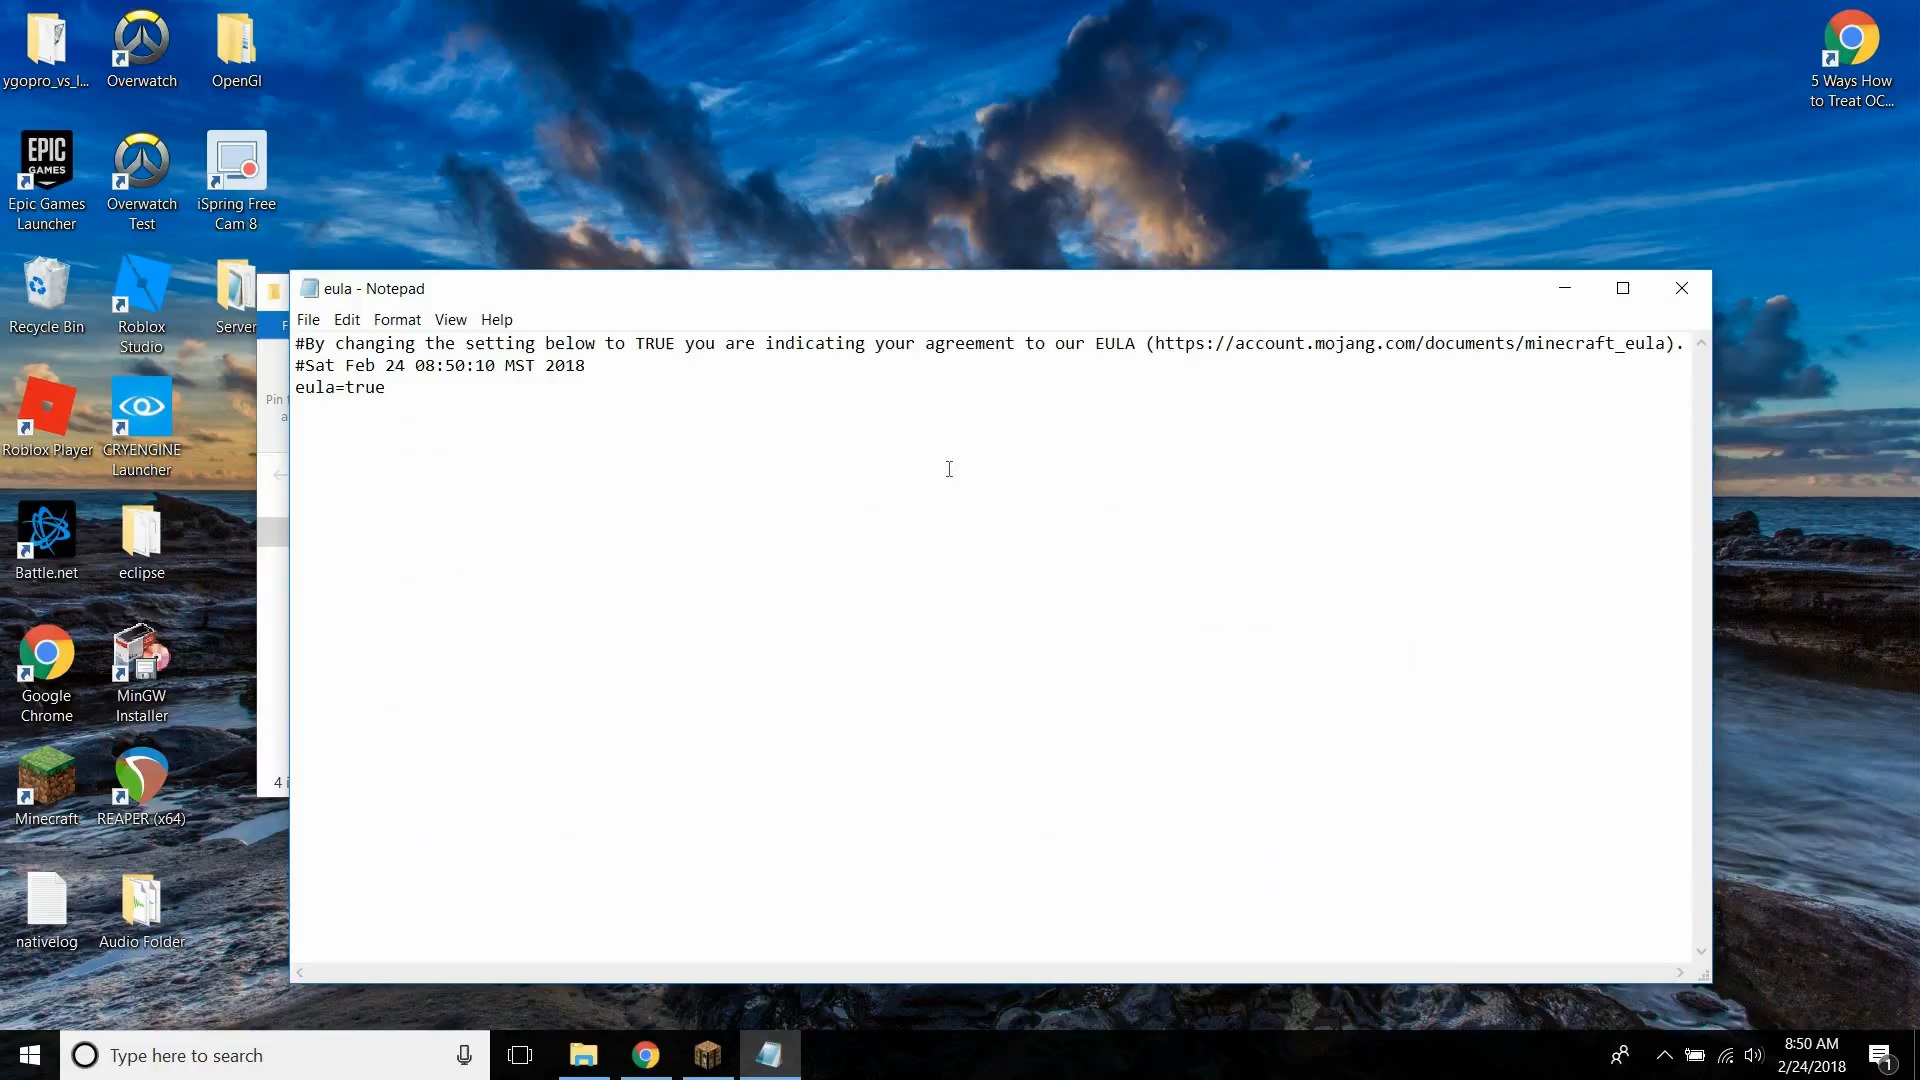 ygopro_vs_l...
Overwatch
OpenGl
5 Ways How
to Treat OC...
EPIC
GAMES
Epic Games
Launcher
Overwatch
Test
iSpring Free
Cam 8
Recycle Bin
Roblox
Studio
Server
Roblox Player
CRYENGINE
Launcher
Battle.net
eclipse
Google
Chrome
MinGW
Installer
Minecraft
REAPER (x64)
nativelog
Audio Folder
eula - Notepad
File Edit Format View Help
#By changing the setting below to TRUE you are indicating your agreement to our EULA (https://account.mojang.com/documents/minecraft_eula).
#Sat Feb 24 08:50:10 MST 2018
eula=true
F
Pin t
a
4 i
Type here to search
8:50 AM
2/24/2018
1